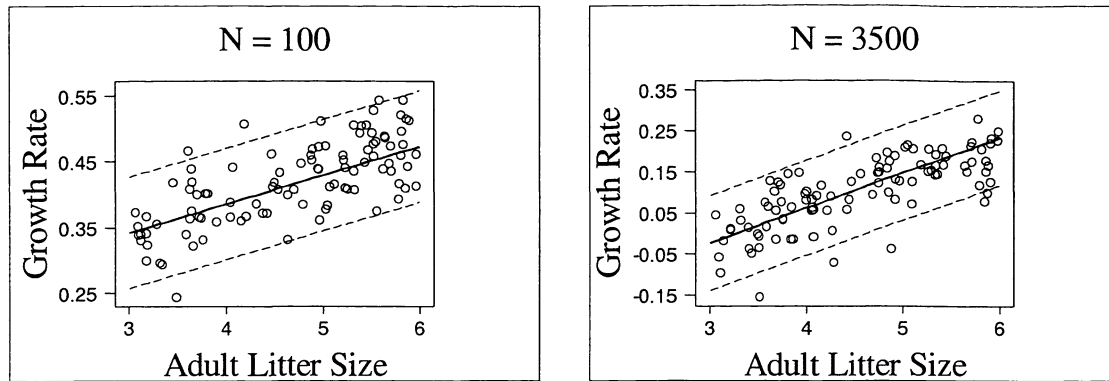 N = 100
Growth Rate
0.55
0.45
0.35
0.25
3 4 5 6
Adult Litter Size
N = 3500
Growth Rate
0.35
0.25
0.15
0.05
-0.05
-0.15
3 4 5 6
Adult Litter Size